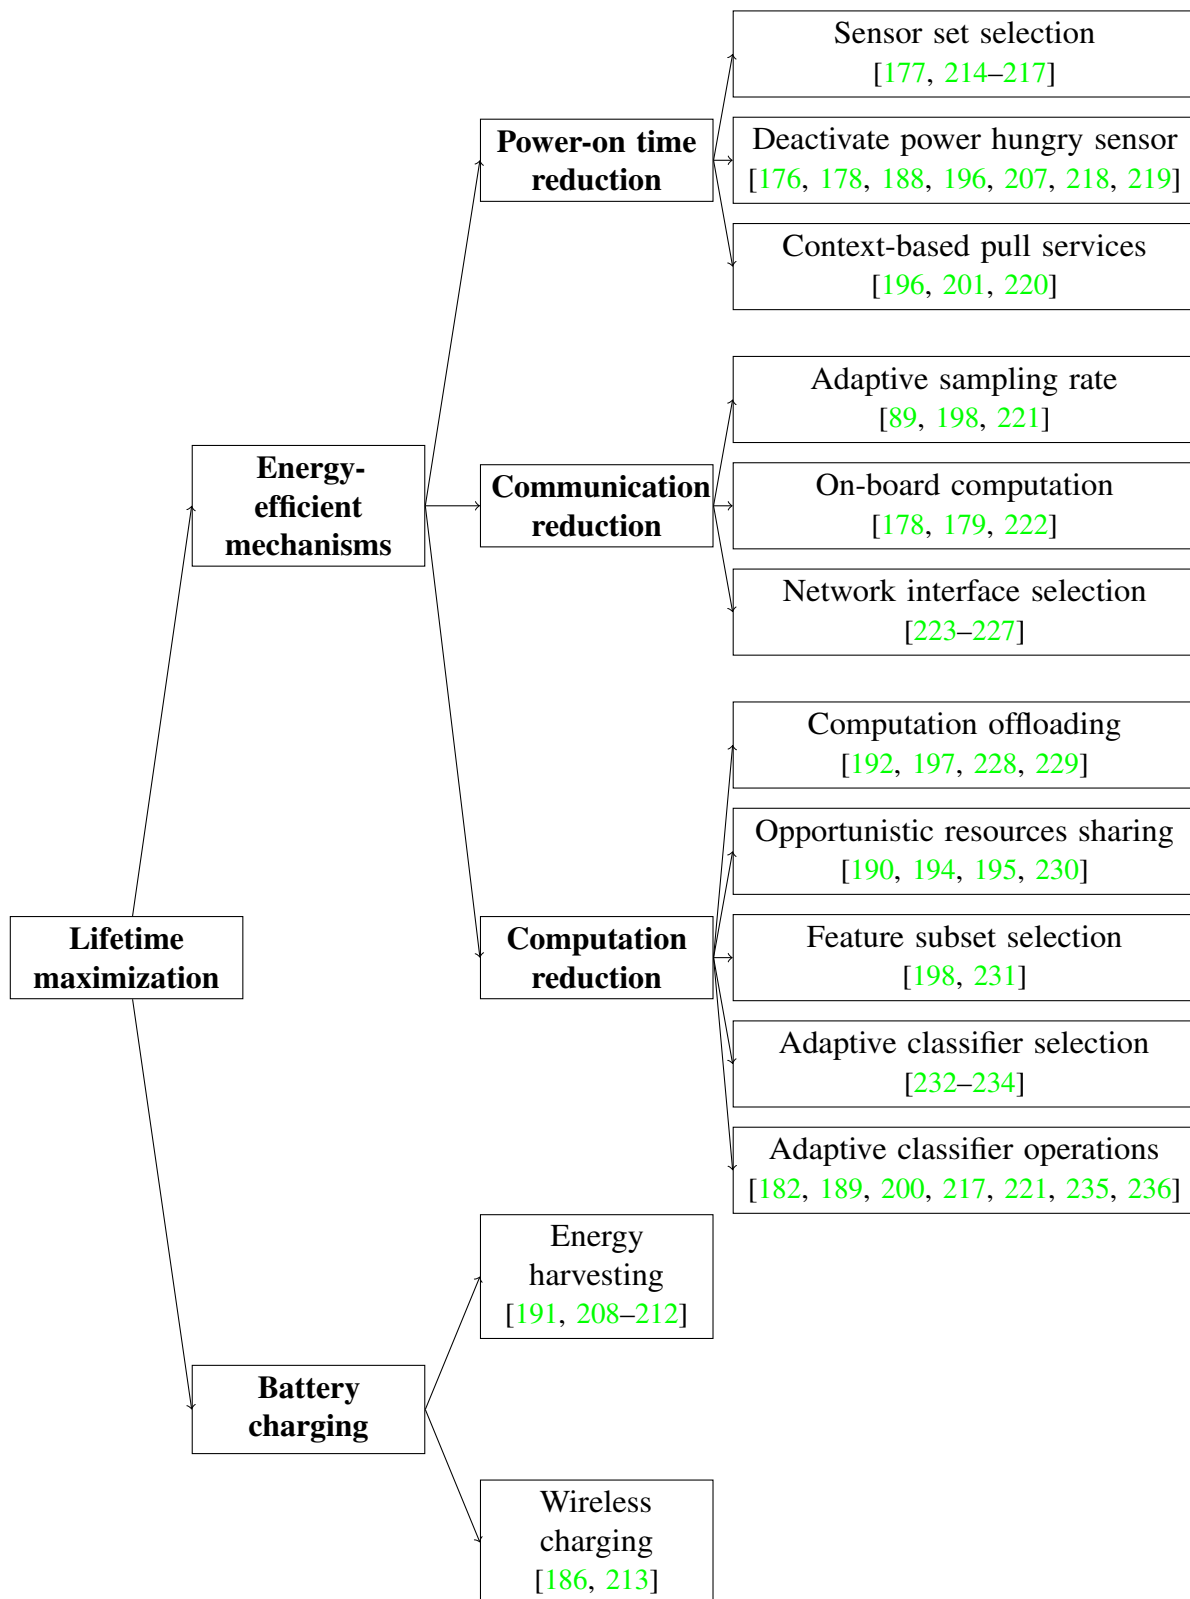 Sensor set selection
[177, 214–217]
Power-on time
reduction
Deactivate power hungry sensor
[176, 178, 188, 196, 207, 218, 219]
Context-based pull services
[196, 201, 220]
Adaptive sampling rate
[89, 198, 221]
Energy-
efficient
mechanisms
Communication
reduction
On-board computation
[178, 179, 222]
Network interface selection
[223–227]
Computation offloading
[192, 197, 228, 229]
Opportunistic resources sharing
[190, 194, 195, 230]
Lifetime
maximization
Computation
reduction
Feature subset selection
[198, 231]
Adaptive classifier selection
[232–234]
Adaptive classifier operations
[182, 189, 200, 217, 221, 235, 236]
Energy
harvesting
[191, 208–212]
Battery
charging
Wireless
charging
[186, 213]